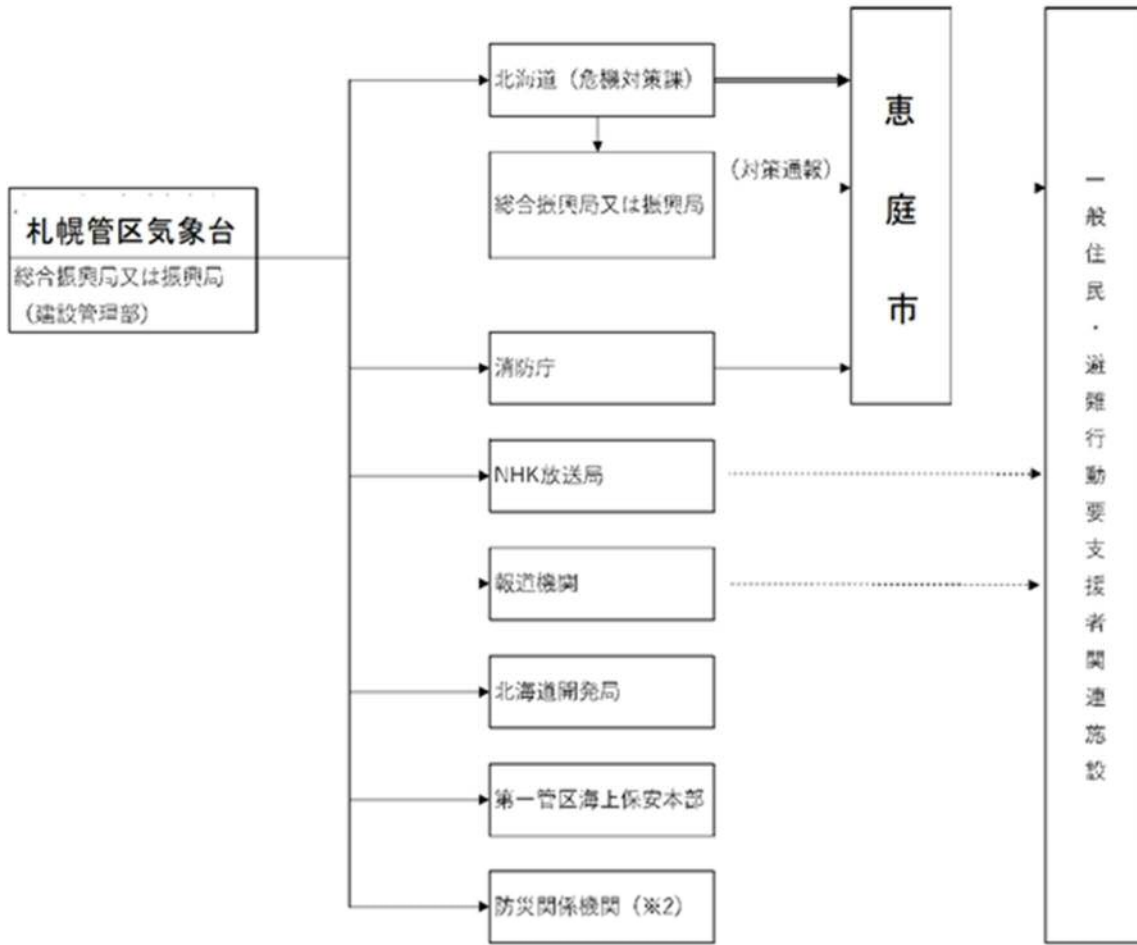 北海道（危機対策課）
総合振興局又は振興局
（対策通報）
札幌管区気象台
総合振興局又は振興局
（建設管理部）
消防庁
NHK放送局
報道機関
北海道開発局
第一管区海上保安本部
防災関係機関（※2）
恵庭市
一般住民・避難行動要支援者関連施設